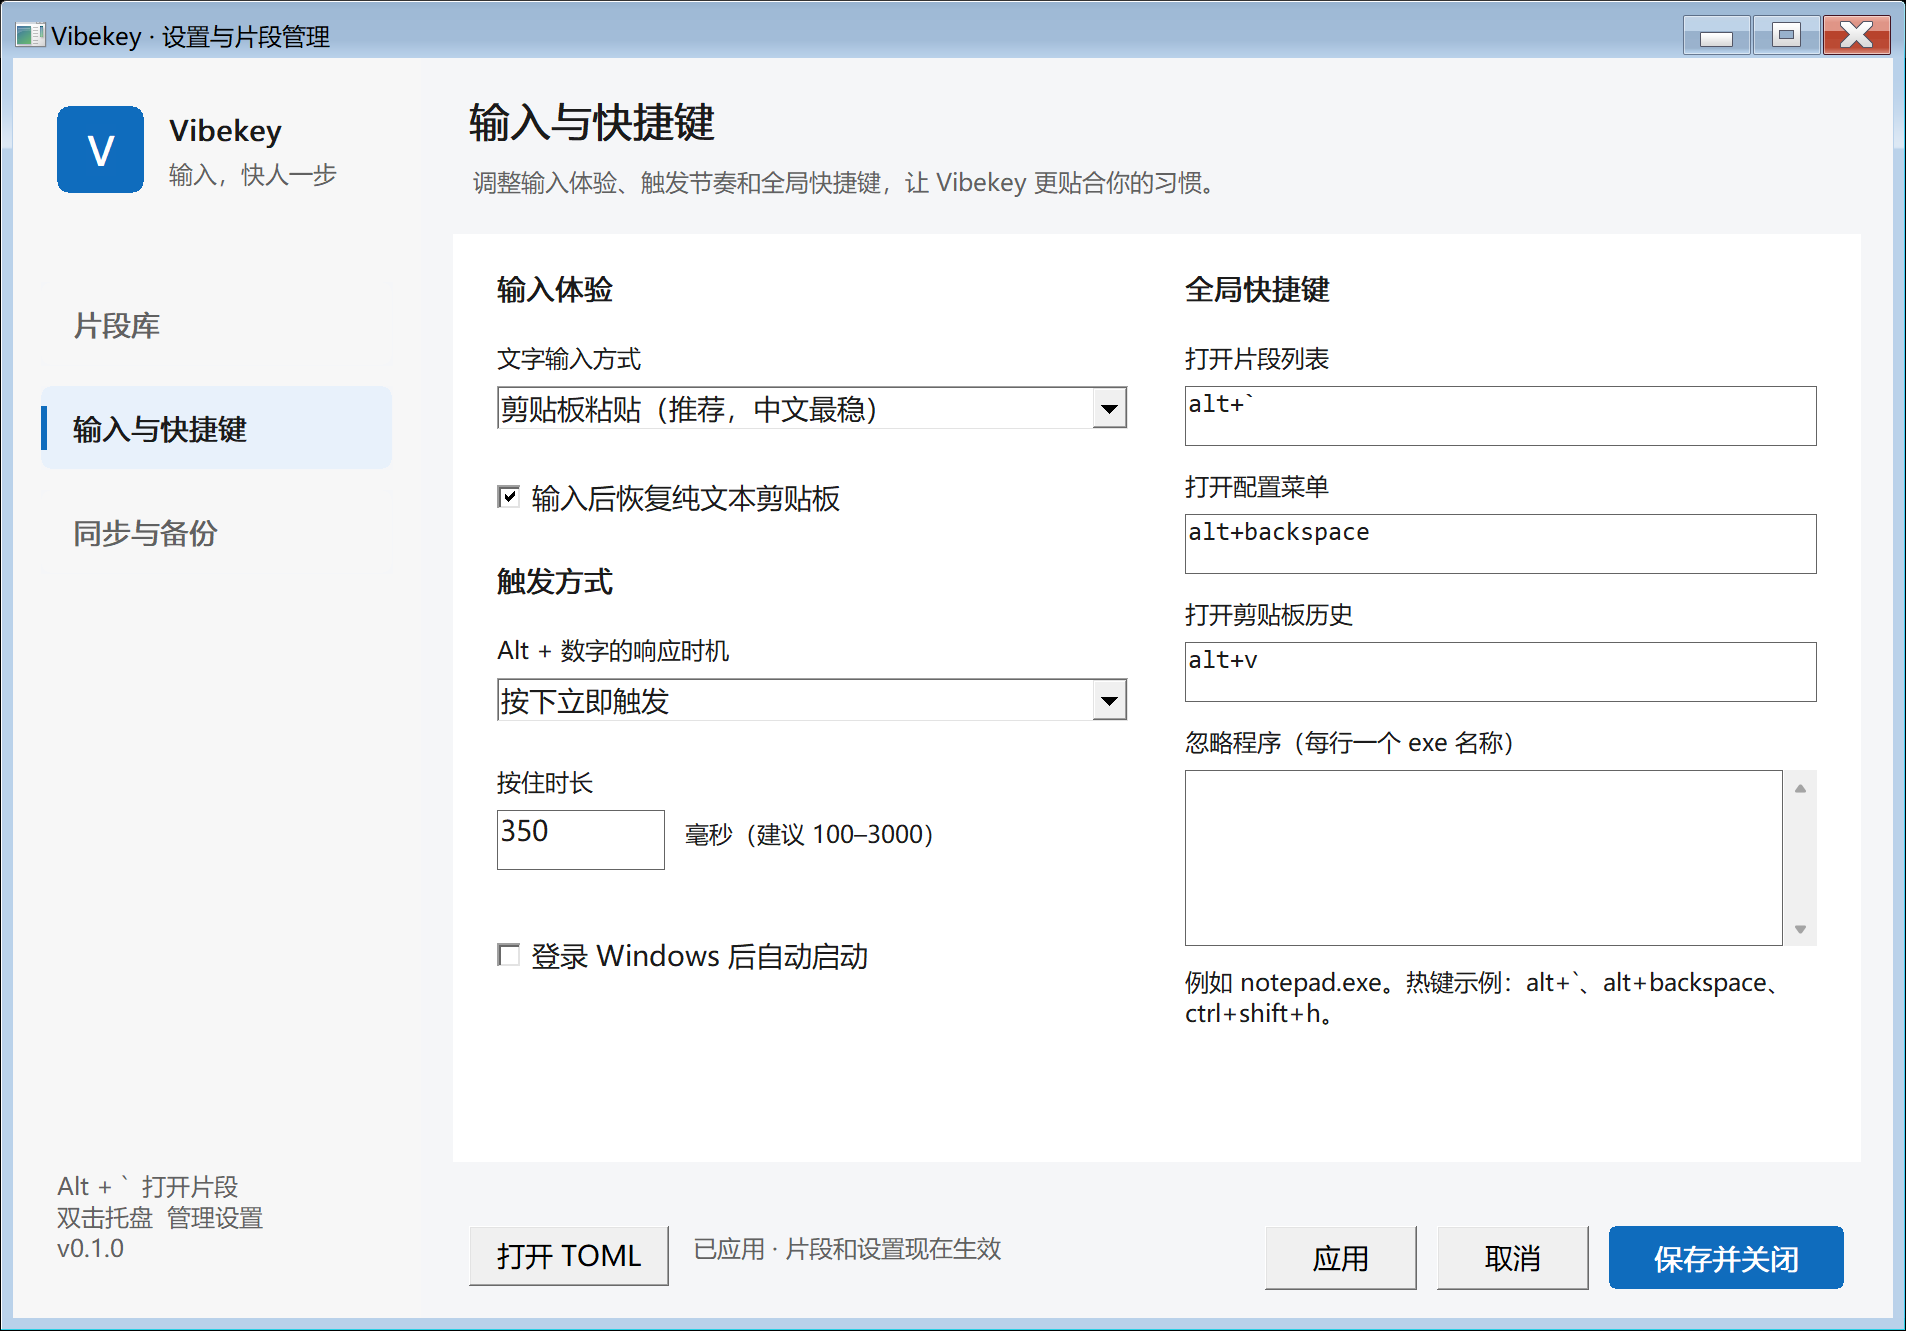 Vibekey · 设置与片段管理
V
Vibekey
输入，快人一步
片段库
输入与快捷键
同步与备份
Alt + ` 打开片段
双击托盘 管理设置
v0.1.0
输入与快捷键
调整输入体验、触发节奏和全局快捷键，让 Vibekey 更贴合你的习惯。
输入体验
文字输入方式
剪贴板粘贴（推荐，中文最稳）
输入后恢复纯文本剪贴板
触发方式
Alt + 数字的响应时机
按下立即触发
按住时长
350
毫秒（建议 100–3000）
登录 Windows 后自动启动
全局快捷键
打开片段列表
alt+`
打开配置菜单
alt+backspace
打开剪贴板历史
alt+v
忽略程序（每行一个 exe 名称）
例如 notepad.exe。热键示例：alt+`、alt+backspace、
ctrl+shift+h。
打开 TOML
已应用 · 片段和设置现在生效
应用
取消
保存并关闭